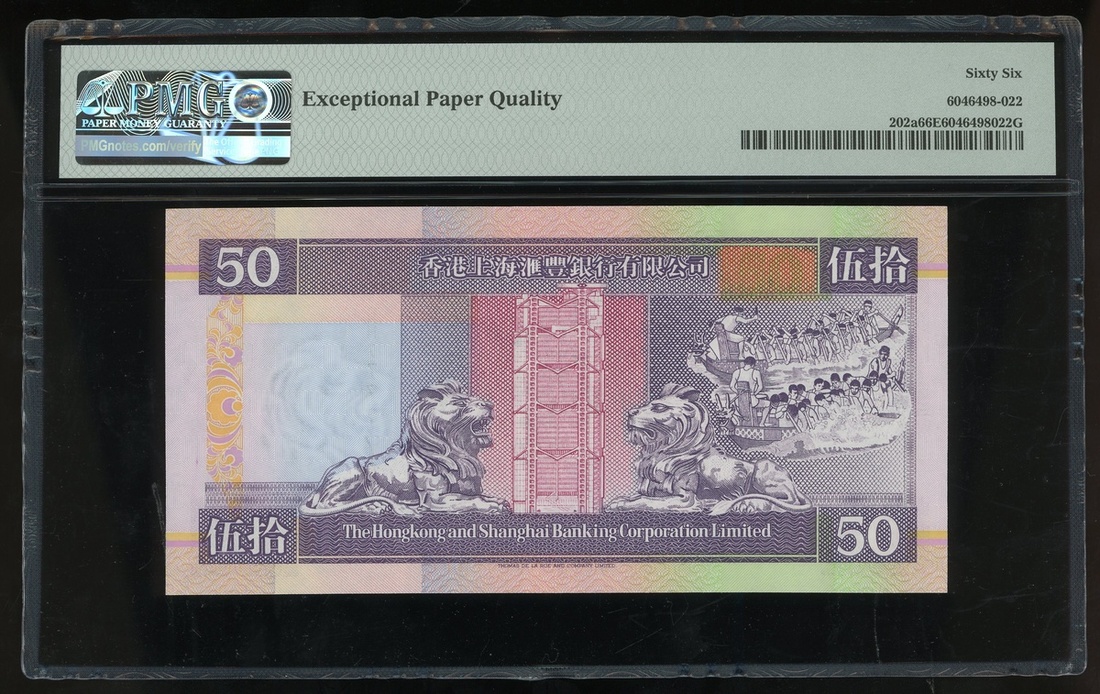 PMG
PAPER MONEY GUARANTY
PMGnotes.com/verify
Exceptional Paper Quality
Sixty Six
6046498-022
202a66E6046498022G
50
香港上海滙豐銀行有限公司
伍拾
伍拾
The Hongkong and Shanghai Banking Corporation Limited
50
THOMAS DE LA RUE AND COMPANY LIMITED